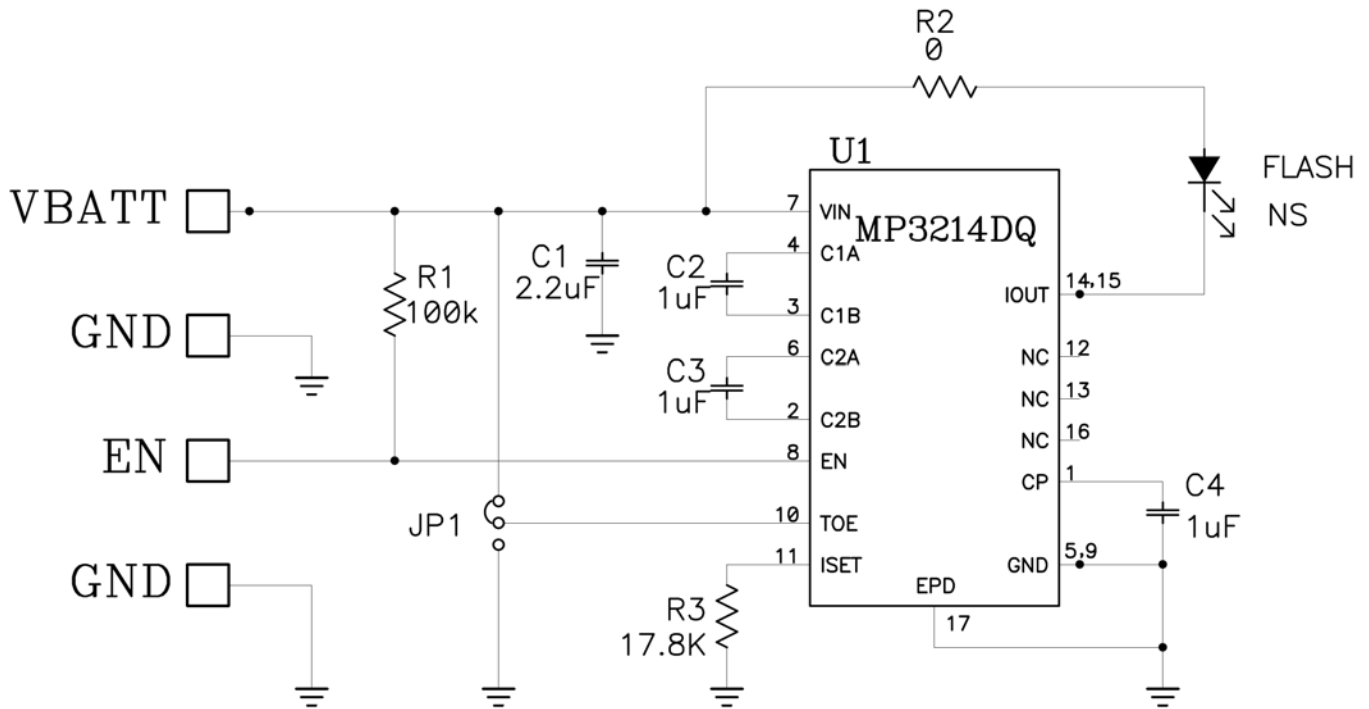 R2
0
U1
FLASH
NS
VBATT
7 VIN
MP3214DQ
4 C1A
C1
2.2uF
C2
1uF
R1
100k
14,15
IOUT
3 C1B
GND
6 C2A
NC 12
C3
1uF
NC 13
2 C2B
NC 16
EN
8 EN
CP 1
C4
1uF
JP1
10 TOE
11 ISET
GND 5,9
GND
EPD
17
R3
17.8K